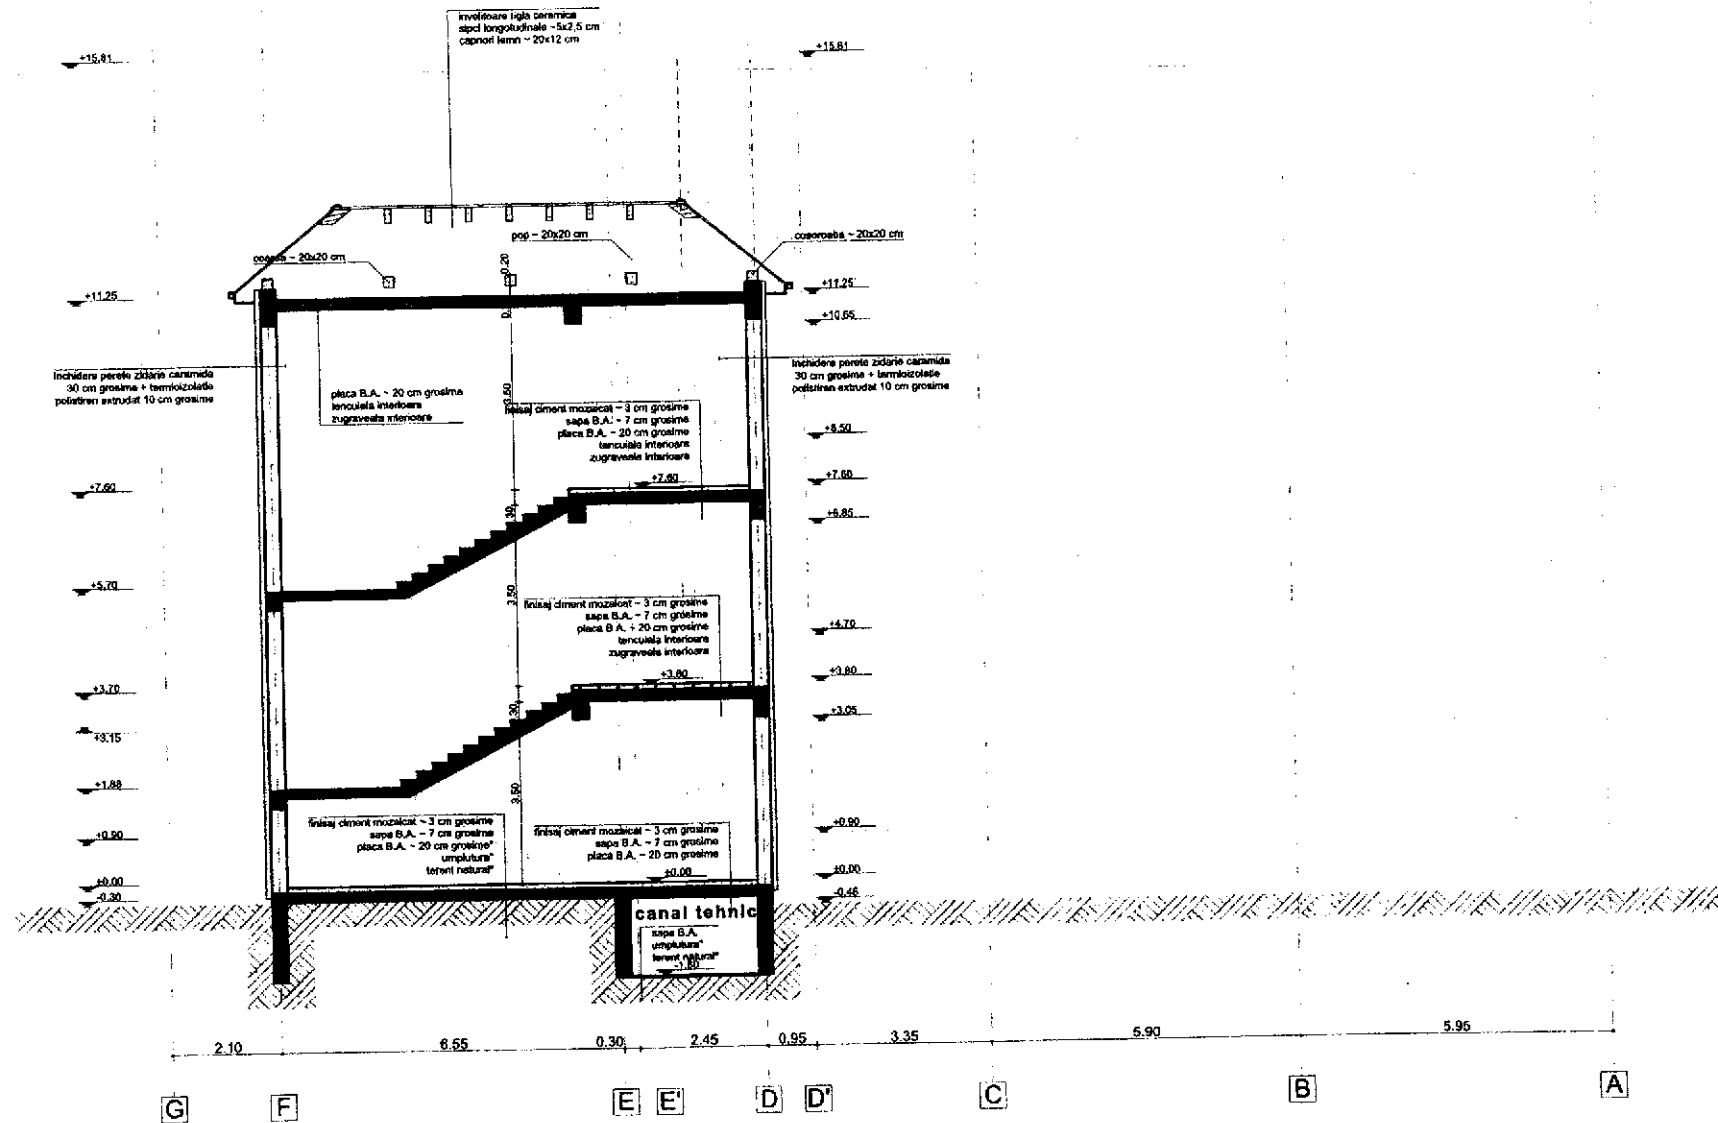 invelitoare tigla ceramica
sipci longotudinale ~5x2,5 cm
capriori lemn ~ 20x12 cm
+15,81
+15,81
pop ~ 20x20 cm
cosoroaba ~ 20x20 cm
~ 20x20 cm
0.20
+11,25
+11,25
+10,65
Inchidere perete zidarie caramida
30 cm grosime + termoizolatie
polistiren extrudat 10 cm grosime
Inchidere perete zidarie caramida
30 cm grosime + termoizolatie
polistiren extrudat 10 cm grosime
placa B.A. ~ 20 cm grosime
tencuiala interioara
zugraveala interioara
3,50
finisaj ciment mozaicat ~ 3 cm grosime
sapa B.A. ~ 7 cm grosime
placa B.A. ~ 20 cm grosime
tencuiala interioara
zugraveala interioara
+8,50
+7,60
+7,60
+7,60
.30
+6,85
+5,70
3,50
finisaj ciment mozaicat ~ 3 cm grosime
sapa B.A. ~ 7 cm grosime
placa B.A. ~ 20 cm grosime
tencuiala interioara
zugraveala interioara
+4,70
+3,80
+3,80
+3,70
.30
+3,05
+3,15
+1,88
3,50
finisaj ciment mozaicat ~ 3 cm grosime
sapa B.A. ~ 7 cm grosime
placa B.A. ~ 20 cm grosime*
umplutura*
terent natural*
finisaj ciment mozaicat ~ 3 cm grosime
sapa B.A. ~ 7 cm grosime
placa B.A. ~ 20 cm grosime
+0,90
+0,90
±0,00
±0,00
±0,00
-0,30
-0,46
canal tehnic
sapa B.A.
umplutura*
terent natural*
-1,80
2.10
6.55
0.30
2.45
0.95
3.35
5.90
5.95
G
F
E
E'
D
D'
C
B
A